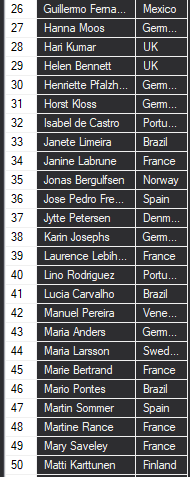 26 Guillermo Ferna... Mexico
27 Hanna Moos Germ...
28 Hari Kumar UK
29 Helen Bennett UK
30 Henriette Pfalzh... Germ...
31 Horst Kloss Germ...
32 Isabel de Castro Portu...
33 Janete Limeira Brazil
34 Janine Labrune France
35 Jonas Bergulfsen Norway
36 Jose Pedro Fre... Spain
37 Jytte Petersen Denm...
38 Karin Josephs Germ...
39 Laurence Lebih... France
40 Lino Rodriguez Portu...
41 Lucia Carvalho Brazil
42 Manuel Pereira Vene...
43 Maria Anders Germ...
44 Maria Larsson Swed...
45 Marie Bertrand France
46 Mario Pontes Brazil
47 Martin Sommer Spain
48 Martine Rance France
49 Mary Saveley France
50 Matti Karttunen Finland